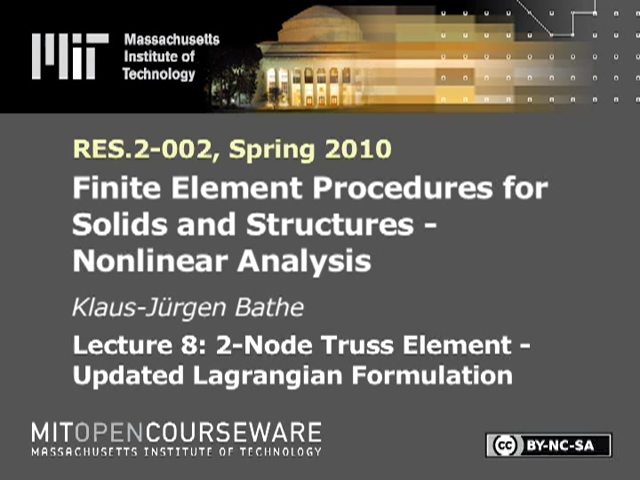 MIT
Massachusetts
Institute of
Technology
RES.2-002, Spring 2010
Finite Element Procedures for
Solids and Structures -
Nonlinear Analysis
Klaus-Jürgen Bathe
Lecture 8: 2-Node Truss Element -
Updated Lagrangian Formulation
MITOPENCOURSEWARE
MASSACHUSETTS INSTITUTE OF TECHNOLOGY
cc BY-NC-SA